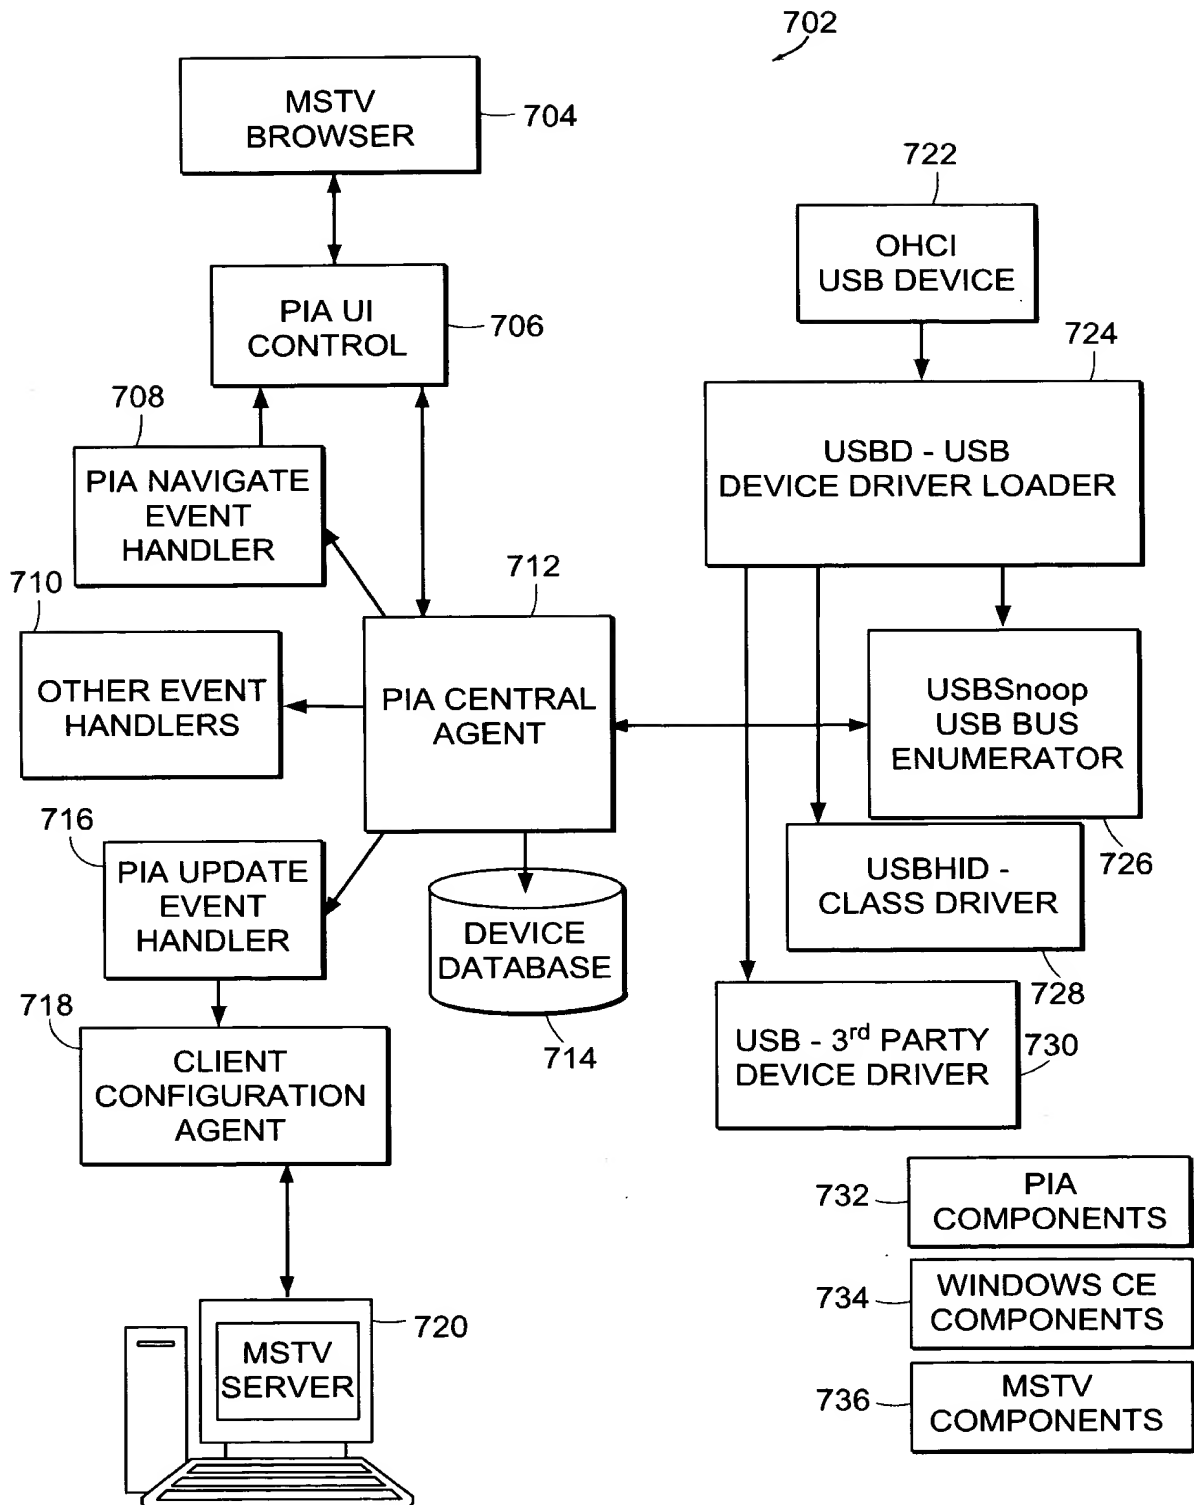 702
MSTV
BROWSER
704
722
OHCI
USB DEVICE
PIA UI
CONTROL
706
724
708
USBD - USB
DEVICE DRIVER LOADER
PIA NAVIGATE
EVENT
HANDLER
710
712
OTHER EVENT
HANDLERS
PIA CENTRAL
AGENT
USBSnoop
USB BUS
ENUMERATOR
726
716
PIA UPDATE
EVENT
HANDLER
USBHID -
CLASS DRIVER
728
DEVICE
DATABASE
714
718
CLIENT
CONFIGURATION
AGENT
USB - 3rd PARTY
DEVICE DRIVER
730
732
PIA
COMPONENTS
734
WINDOWS CE
COMPONENTS
736
MSTV
COMPONENTS
720
MSTV
SERVER